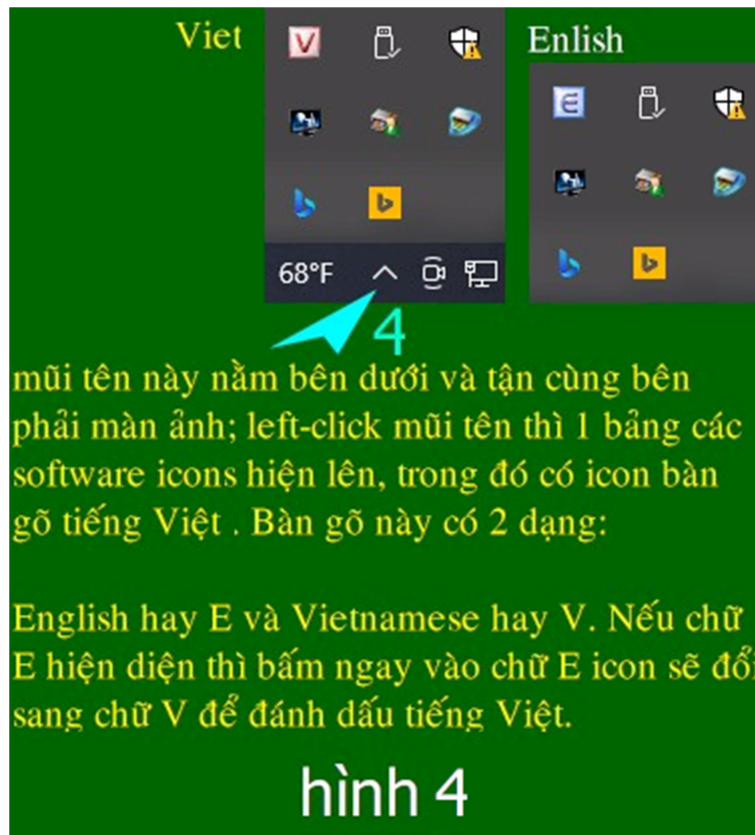 Viet
Enlish
V
E
68°F
4
mũi tên này nằm bên dưới và tận cùng bên
phải màn ảnh; left-click mũi tên thì 1 bảng các
software icons hiện lên, trong đó có icon bàn
gõ tiếng Việt . Bàn gõ này có 2 dạng:
English hay E và Vietnamese hay V. Nếu chữ
E hiện diện thì bấm ngay vào chữ E icon sẽ đổi
sang chữ V để đánh dấu tiếng Việt.
hình 4